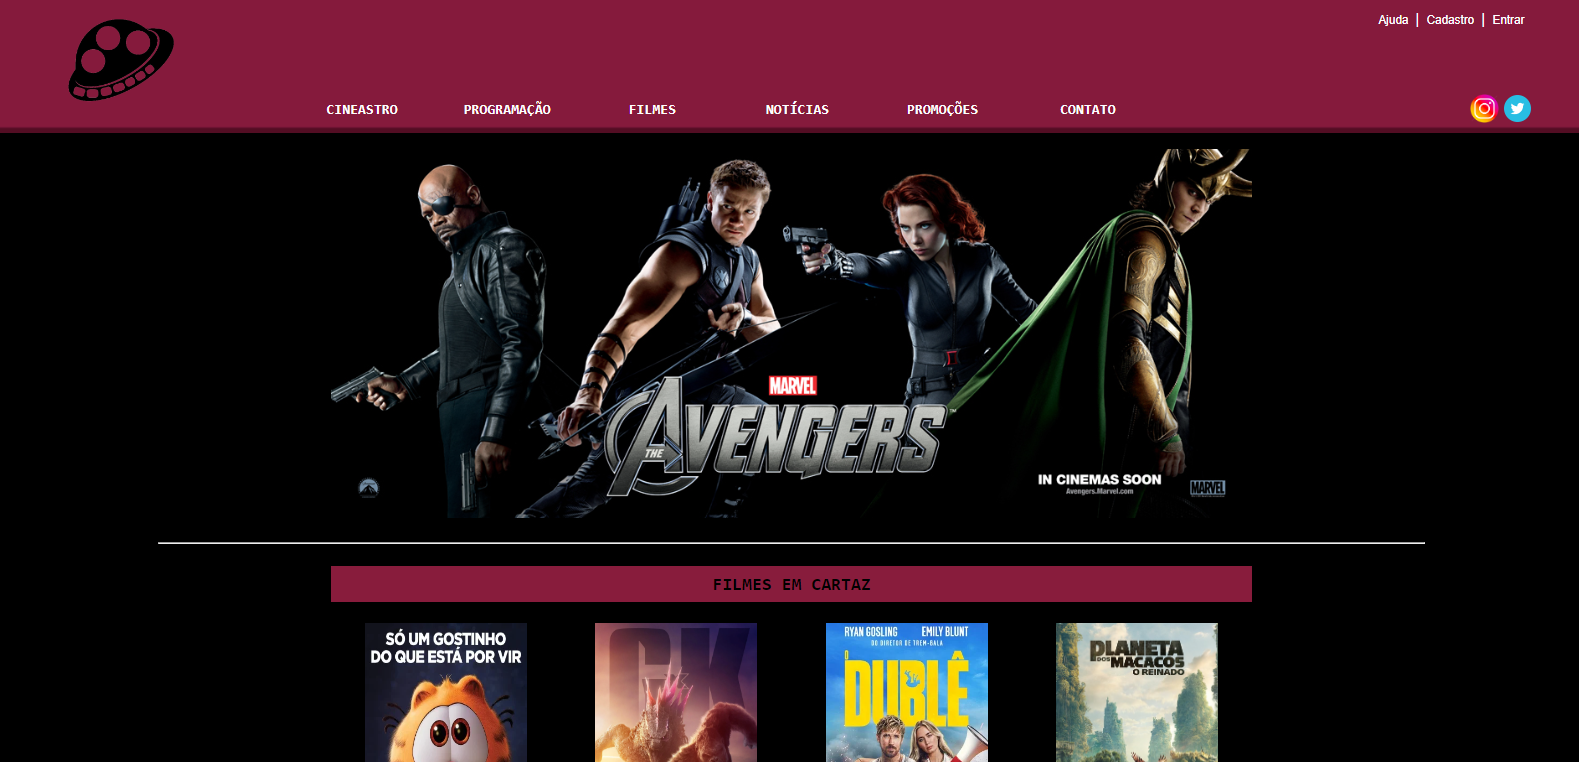 Ajuda | Cadastro | Entrar
CINEASTRO PROGRAMAÇÃO FILMES NOTÍCIAS PROMOÇÕES CONTATO
MARVEL
THE AVENGERS™
IN CINEMAS SOON
Avengers.Marvel.com
MARVEL
FILMES EM CARTAZ
SÓ UM GOSTINHO
DO QUE ESTÁ POR VIR
GK
RYAN GOSLING EMILY BLUNT
DO DIRETOR DE TREM-BALA
O DUBLÊ
PLANETA
DOS MACACOS
O REINADO